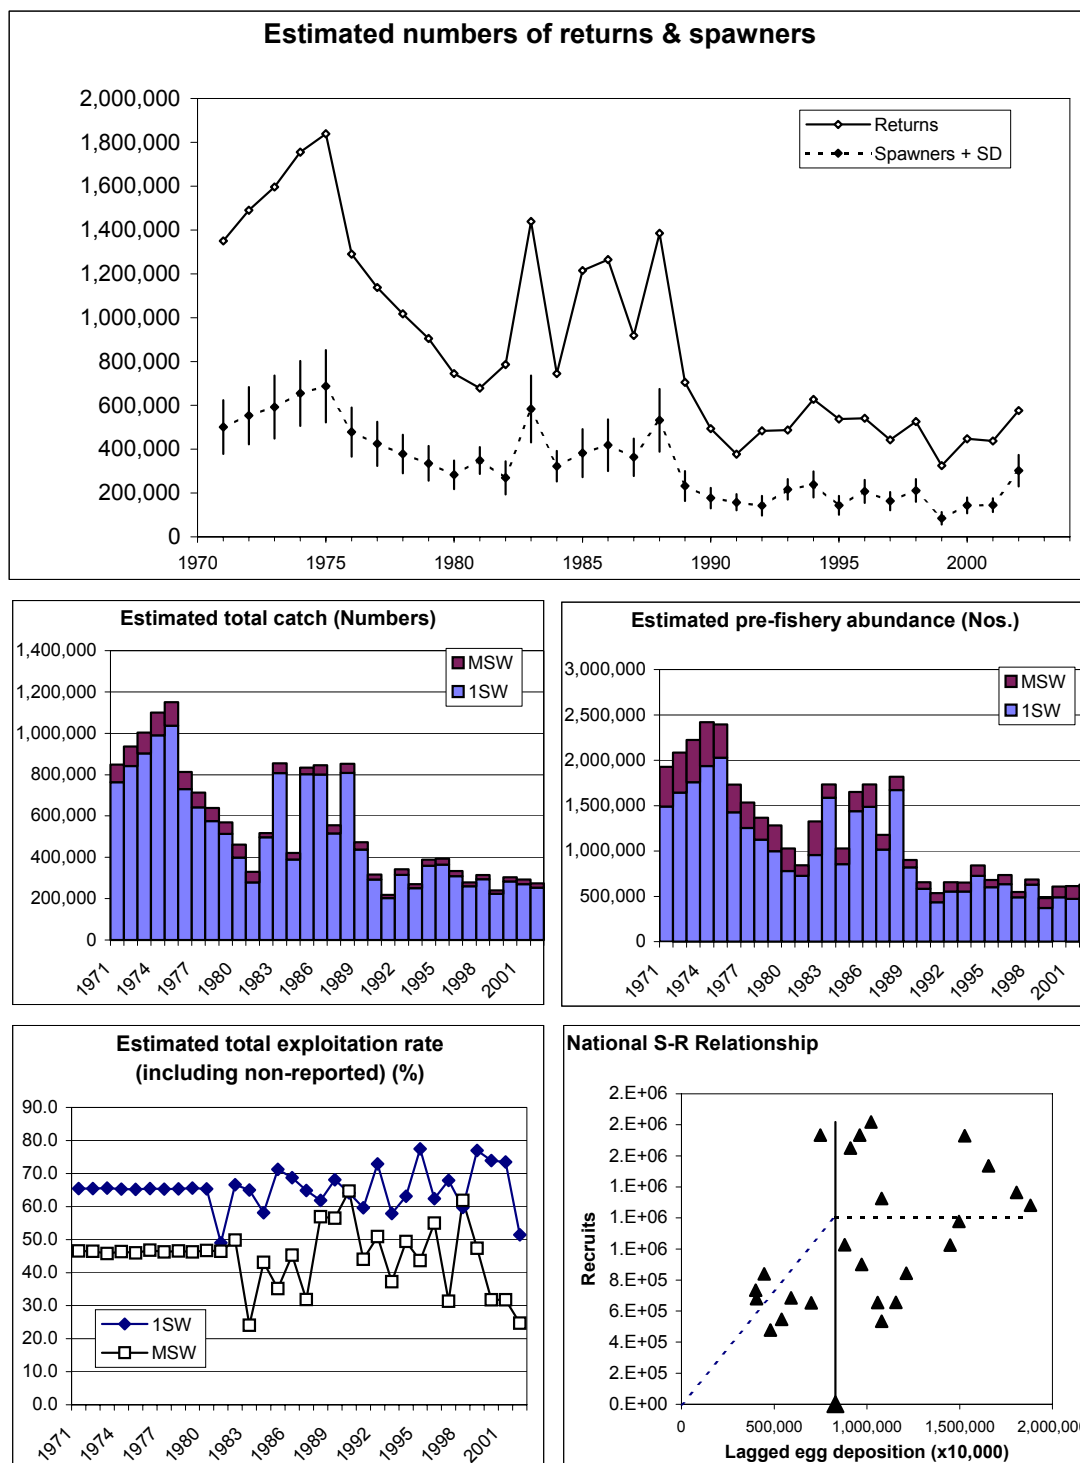 Estimated numbers of returns & spawners
2,000,000
1,800,000
1,600,000
1,400,000
1,200,000
1,000,000
800,000
600,000
400,000
200,000
0
Returns
Spawners + SD
1970 1975 1980 1985 1990 1995 2000
Estimated total catch (Numbers)
1,400,000
1,200,000
1,000,000
800,000
600,000
400,000
200,000
0
MSW
1SW
1971 1974 1977 1980 1983 1986 1989 1992 1995 1998 2001
Estimated pre-fishery abundance (Nos.)
3,000,000
2,500,000
2,000,000
1,500,000
1,000,000
500,000
0
MSW
1SW
1971 1974 1977 1980 1983 1986 1989 1992 1995 1998 2001
Estimated total exploitation rate
(including non-reported) (%)
90.0
80.0
70.0
60.0
50.0
40.0
30.0
20.0
10.0
0.0
1SW
MSW
1971 1974 1977 1980 1983 1986 1989 1992 1995 1998 2001
National S-R Relationship
2.E+06
2.E+06
2.E+06
1.E+06
1.E+06
1.E+06
8.E+05
6.E+05
4.E+05
2.E+05
0.E+00
Recruits
0 500,000 1,000,000 1,500,000 2,000,000
Lagged egg deposition (x10,000)